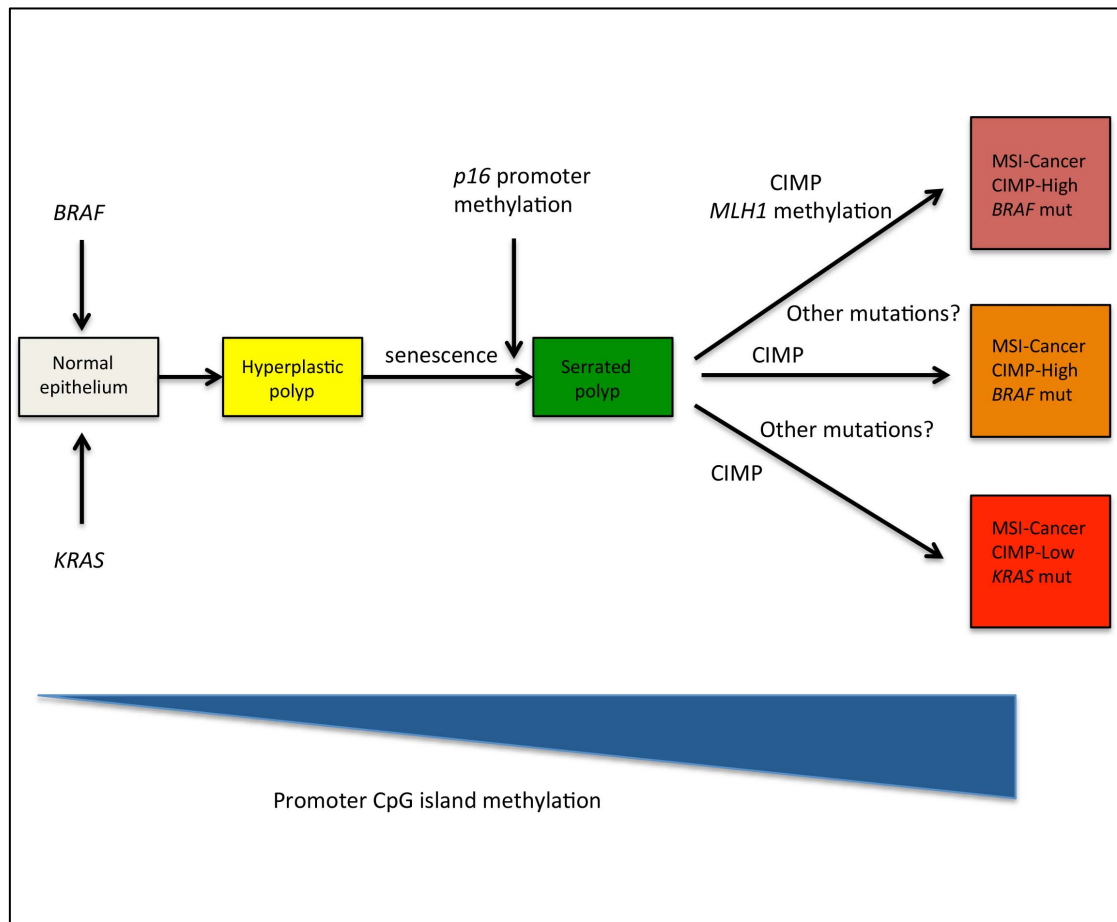 BRAF
KRAS
Normal
epithelium
Hyperplastic
polyp
senescence
p16 promoter
methylation
Serrated
polyp
CIMP
MLH1 methylation
Other mutations?
CIMP
Other mutations?
CIMP
MSI-Cancer
CIMP-High
BRAF mut
MSI-Cancer
CIMP-High
BRAF mut
MSI-Cancer
CIMP-Low
KRAS mut
Promoter CpG island methylation